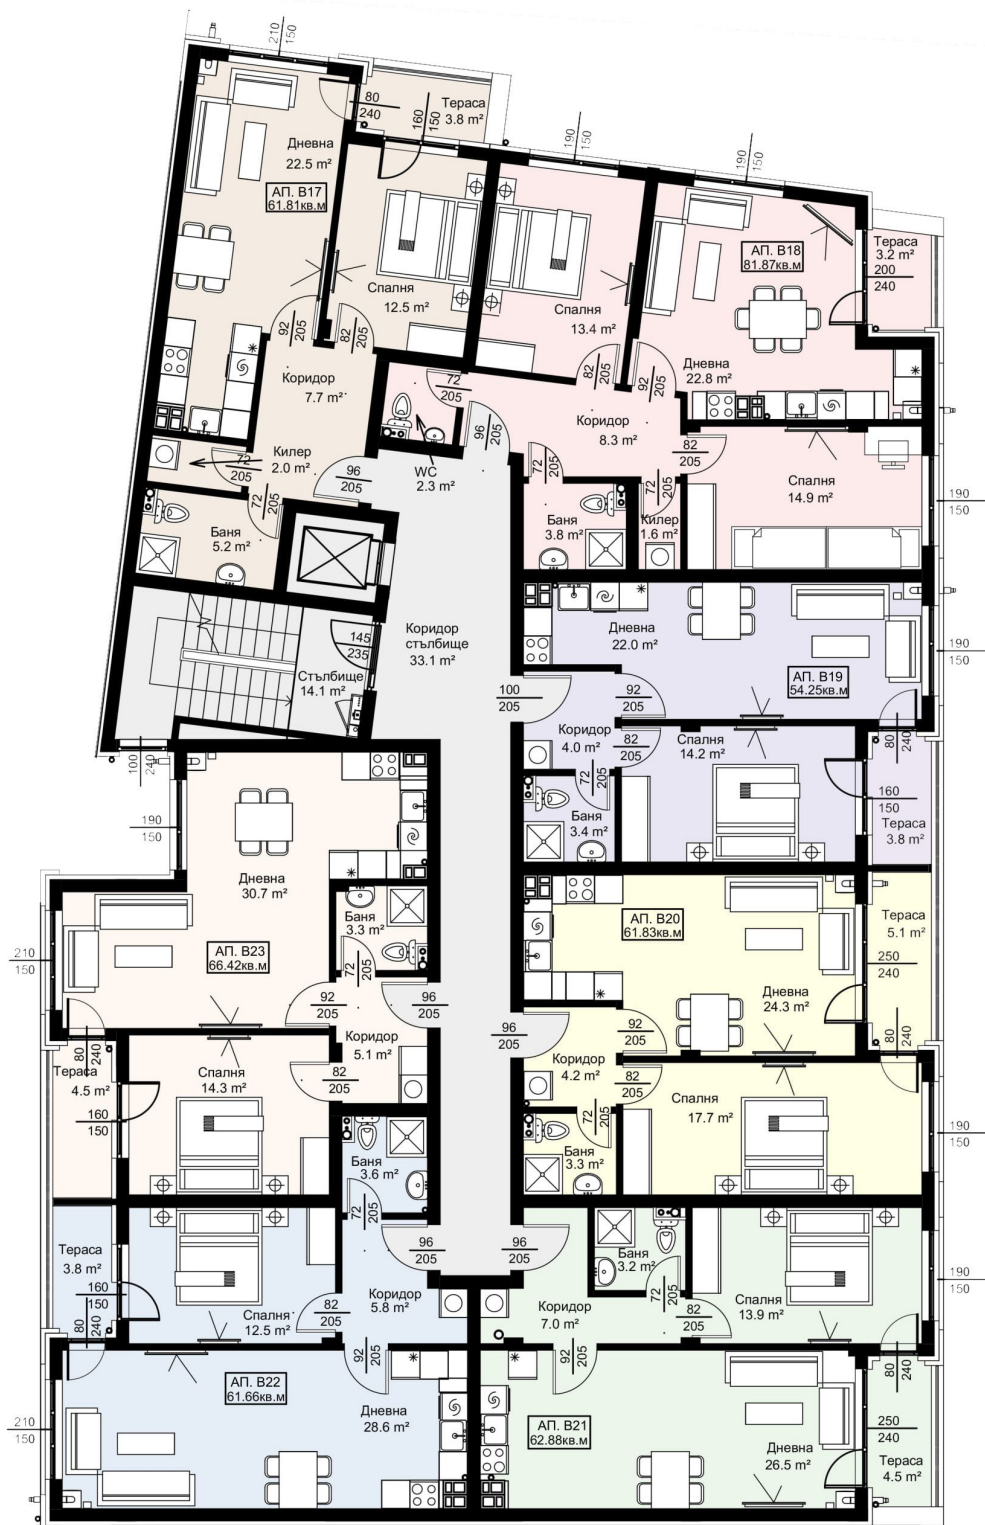 210
150
80
240
160
150
Тераса
3.8 m²
Дневна
22.5 m²
АП. В17
61.81кв.м
Спалня
12.5 m²
92
205
82
205
Коридор
7.7 m²
Килер
2.0 m²
72
205
72
205
96
205
Баня
5.2 m²
190
150
190
150
Спалня
13.4 m²
АП. В18
81.87кв.м
Тераса
3.2 m²
200
240
Дневна
22.8 m²
82
205
92
205
72
205
96
205
WC
2.3 m²
Коридор
8.3 m²
82
205
72
72
205
Баня
3.8 m²
Килер
1.6 m²
Спалня
14.9 m²
190
150
145
235
Стълбище
14.1 m²
Коридор
стълбище
33.1 m²
100
240
Дневна
22.0 m²
АП. В19
54.25кв.м
190
150
100
205
92
205
Коридор
4.0 m²
82
205
Спалня
14.2 m²
80
240
72
205
Баня
3.4 m²
160
150
Тераса
3.8 m²
190
150
Дневна
30.7 m²
АП. В23
66.42кв.м
210
150
Баня
3.3 m²
72
205
92
205
96
205
Коридор
5.1 m²
82
205
Спалня
14.3 m²
80
240
Тераса
4.5 m²
160
150
АП. В20
61.83кв.м
Дневна
24.3 m²
Тераса
5.1 m²
250
240
80
240
96
205
92
205
Коридор
4.2 m²
82
205
72
205
Баня
3.3 m²
Спалня
17.7 m²
190
150
Баня
3.6 m²
72
205
96
205
Тераса
3.8 m²
160
150
80
240
Спалня
12.5 m²
82
205
Коридор
5.8 m²
92
205
АП. В22
61.66кв.м
Дневна
28.6 m²
210
150
96
205
Баня
3.2 m²
72
205
Коридор
7.0 m²
82
205
Спалня
13.9 m²
190
150
92
205
80
240
АП. В21
62.88кв.м
Дневна
26.5 m²
250
240
Тераса
4.5 m²